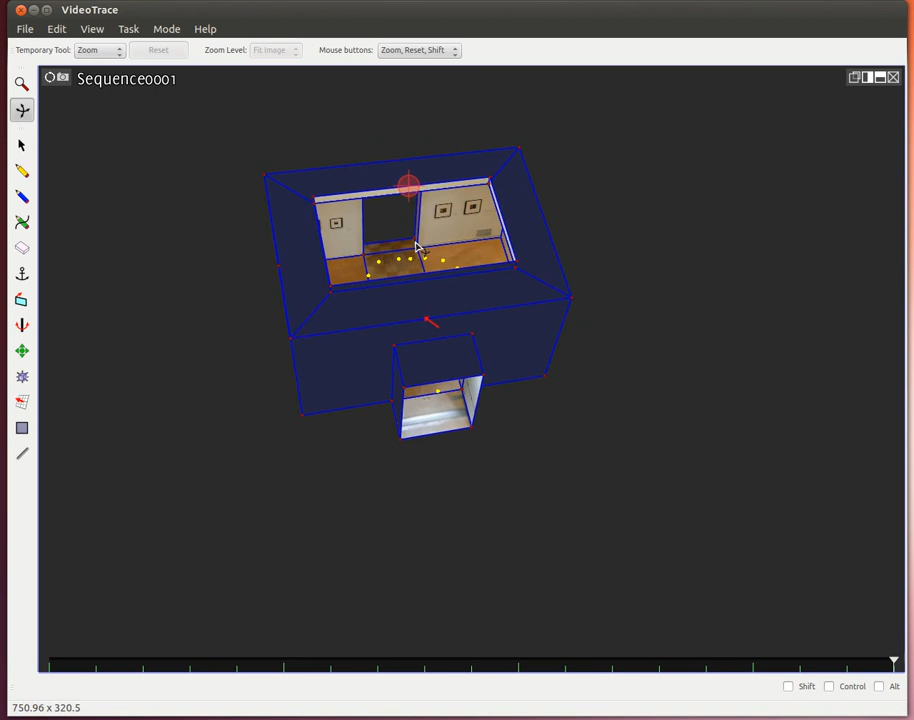 VideoTrace
File Edit View Task Mode Help
Temporary Tool: Zoom Reset Zoom Level: Fit Image Mouse buttons: Zoom, Reset, Shift
Sequence0001
Shift Control Alt
750.96 x 320.5